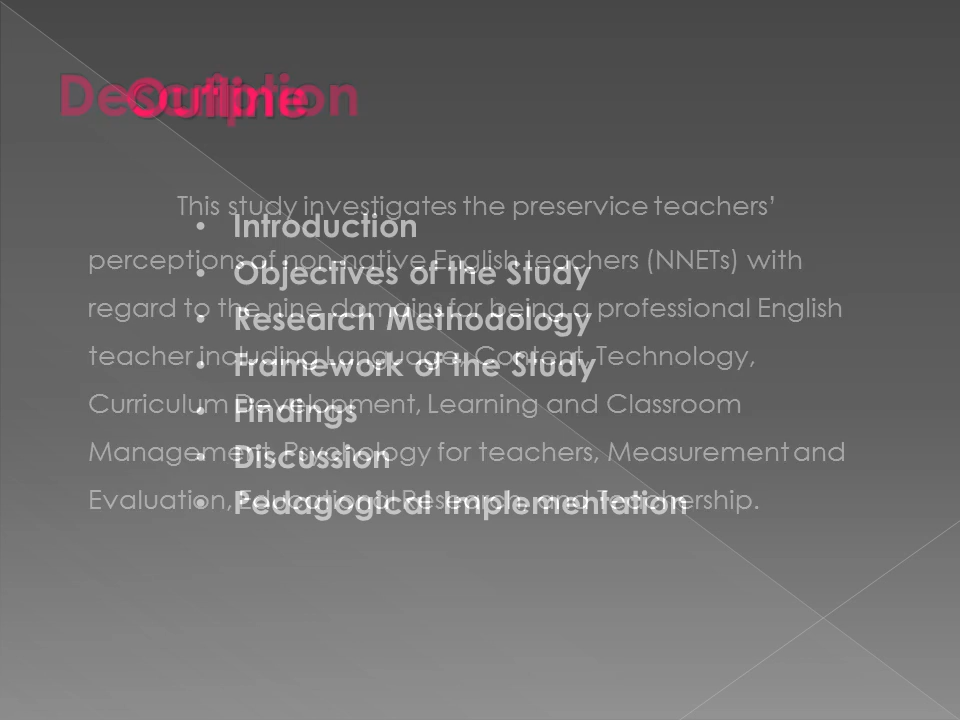 Description
Outline
This study investigates the preservice teachers’
perceptions of non-native English teachers (NNETs) with
regard to the nine domains for being a professional English
teacher including Language, Content, Technology,
Curriculum Development, Learning and Classroom
Management, Psychology for teachers, Measurement and
Evaluation, Educational Research, and Teachership.
• Introduction
• Objectives of the Study
• Research Methodology
• Framework of the Study
• Findings
• Discussion
• Pedagogical Implementation